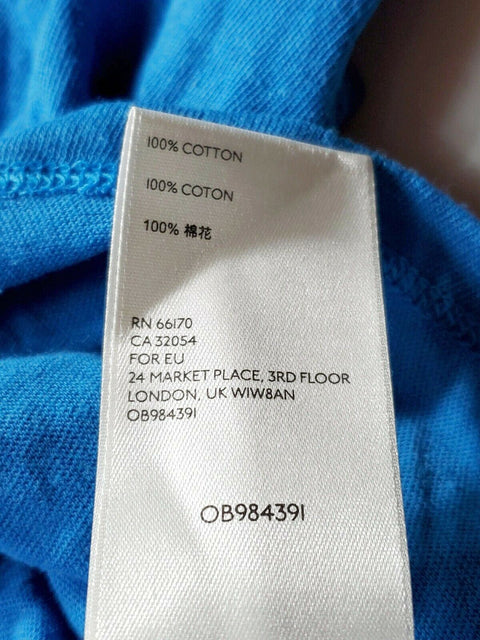 100% COTTON
100% COTON
100% 棉花
RN 66170
CA 32054
FOR EU
24 MARKET PLACE, 3RD FLOOR
LONDON, UK W1W8AN
OB984391
OB984391